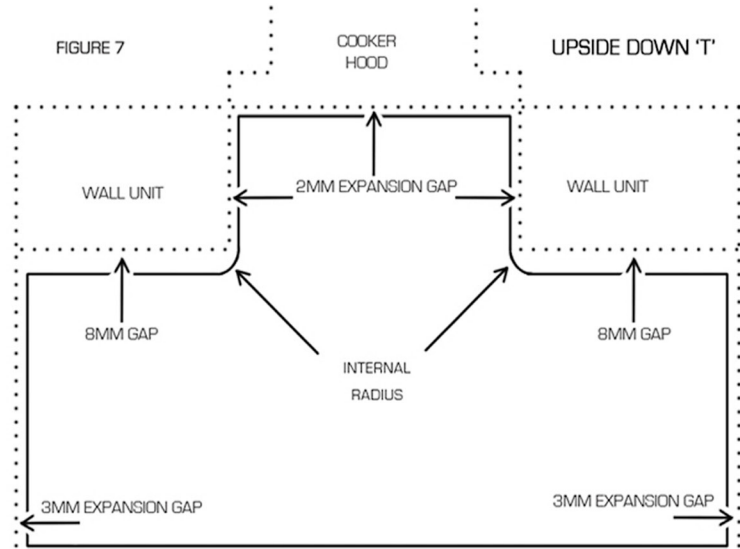 FIGURE 7
COOKER
HOOD
UPSIDE DOWN 'T'
WALL UNIT
2MM EXPANSION GAP
WALL UNIT
8MM GAP
8MM GAP
INTERNAL
RADIUS
3MM EXPANSION GAP
3MM EXPANSION GAP